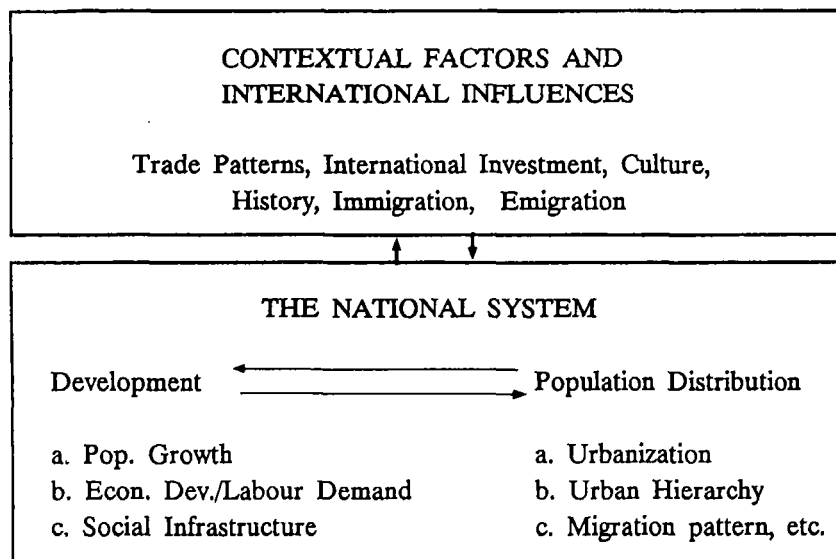 CONTEXTUAL FACTORS AND
INTERNATIONAL INFLUENCES
Trade Patterns, International Investment, Culture,
History, Immigration, Emigration
THE NATIONAL SYSTEM
Development Population Distribution
a. Pop. Growth a. Urbanization
b. Econ. Dev./Labour Demand b. Urban Hierarchy
c. Social Infrastructure c. Migration pattern, etc.